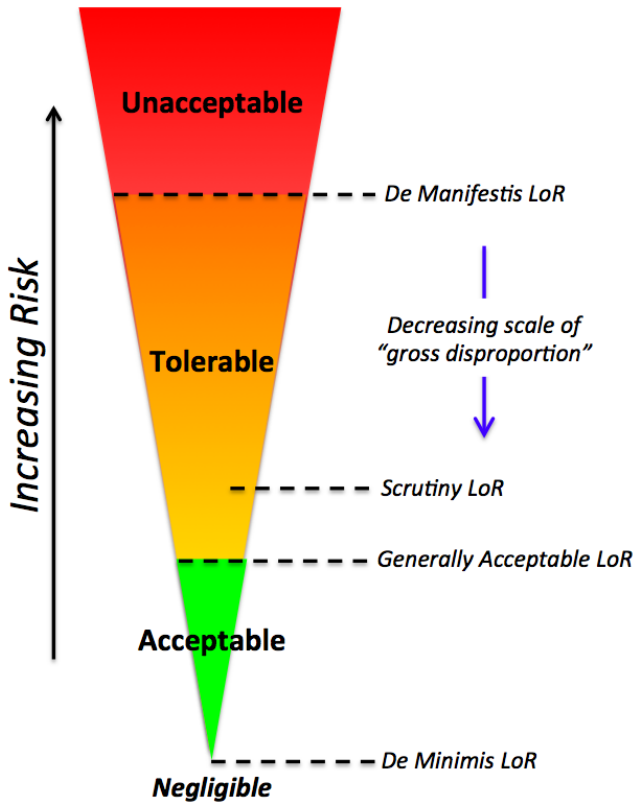 Unacceptable
De Manifestis LoR
Increasing Risk
Decreasing scale of
“gross disproportion”
Tolerable
Scrutiny LoR
Generally Acceptable LoR
Acceptable
De Minimis LoR
Negligible